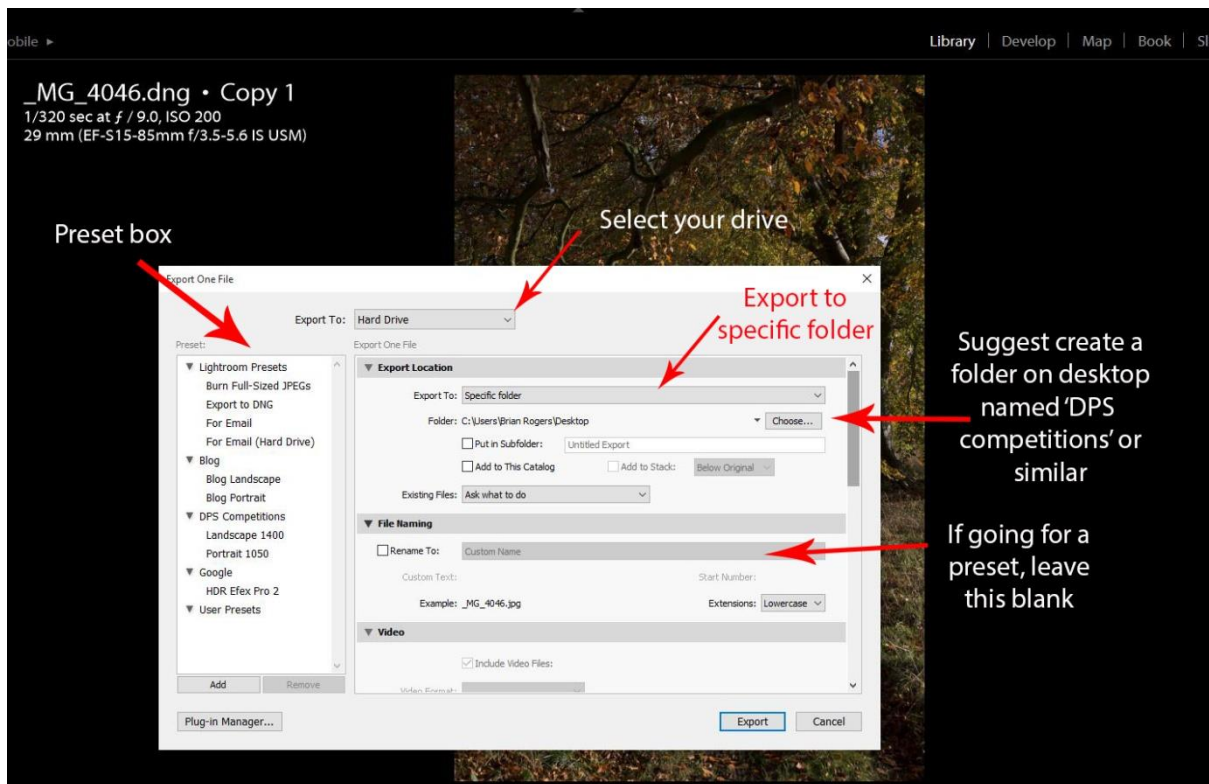 obile ▸
Library | Develop | Map | Book | Sl
_MG_4046.dng • Copy 1
1/320 sec at ƒ / 9.0, ISO 200
29 mm (EF-S15-85mm f/3.5-5.6 IS USM)
Preset box
Select your drive
Export to
specific folder
Suggest create a
folder on desktop
named ‘DPS
competitions’ or
similar
If going for a
preset, leave
this blank
Export One File
Export To: Hard Drive
Preset:
▼ Lightroom Presets
Burn Full-Sized JPEGs
Export to DNG
For Email
For Email (Hard Drive)
▼ Blog
Blog Landscape
Blog Portrait
▼ DPS Competitions
Landscape 1400
Portrait 1050
▼ Google
HDR Efex Pro 2
▼ User Presets
Add Remove
Export One File
▼ Export Location
Export To: Specific folder
Folder: C:\Users\Brian Rogers\Desktop Choose...
Put in Subfolder: Untitled Export
Add to This Catalog Add to Stack: Below Original
Existing Files: Ask what to do
▼ File Naming
Rename To: Custom Name
Custom Text: Start Number:
Example: _MG_4046.jpg Extensions: Lowercase
▼ Video
Include Video Files:
Video Format:
Plug-in Manager... Export Cancel